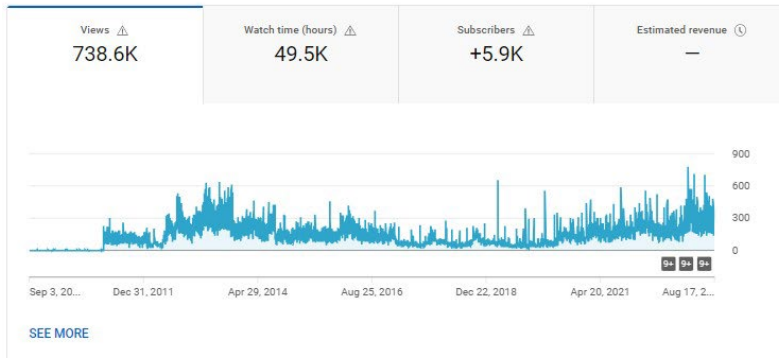 Views
738.6K
Watch time (hours)
49.5K
Subscribers
+5.9K
Estimated revenue
—
900
600
300
0
9+ 9+ 9+
Sep 3, 20... Dec 31, 2011 Apr 29, 2014 Aug 25, 2016 Dec 22, 2018 Apr 20, 2021 Aug 17, 2...
SEE MORE